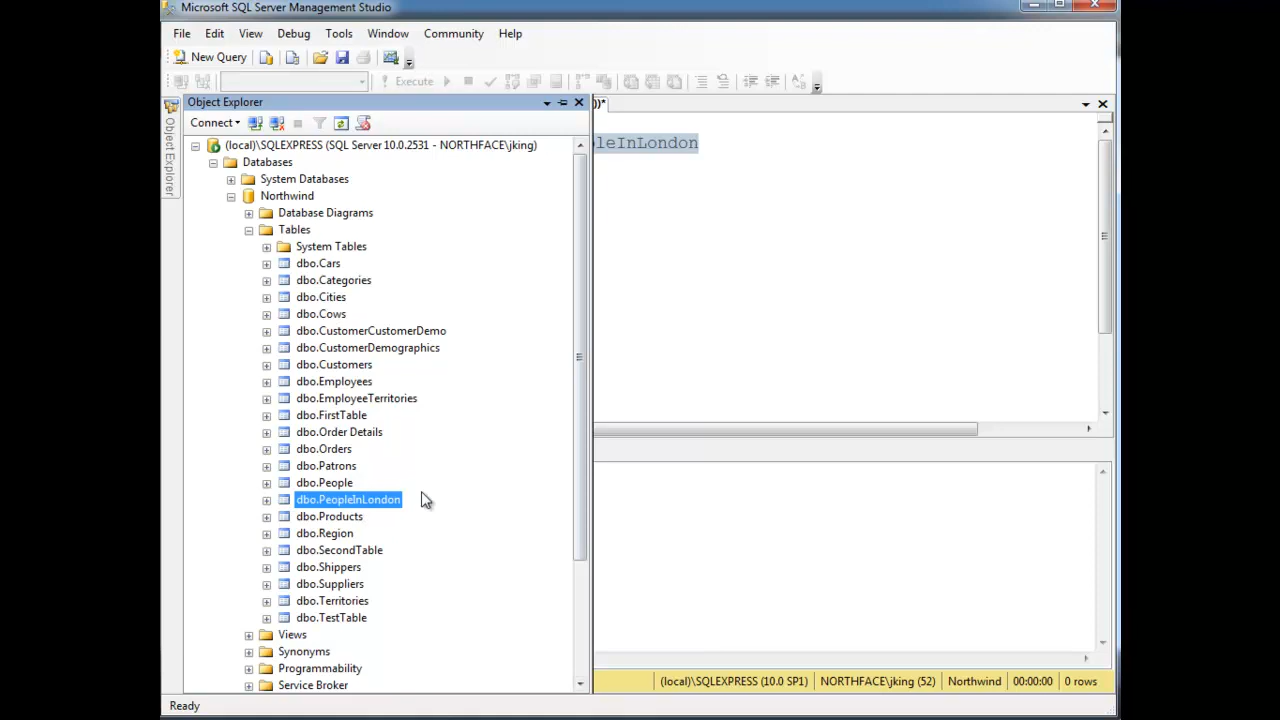 Microsoft SQL Server Management Studio
File Edit View Debug Tools Window Community Help
New Query
Execute
Object Explorer
Object Explorer
))*
Connect
(local)\SQLEXPRESS (SQL Server 10.0.2531 - NORTHFACE\jking)
pleInLondon
Databases
System Databases
Northwind
Database Diagrams
Tables
System Tables
dbo.Cars
dbo.Categories
dbo.Cities
dbo.Cows
dbo.CustomerCustomerDemo
dbo.CustomerDemographics
dbo.Customers
dbo.Employees
dbo.EmployeeTerritories
dbo.FirstTable
dbo.Order Details
dbo.Orders
dbo.Patrons
dbo.People
dbo.PeopleInLondon
dbo.Products
dbo.Region
dbo.SecondTable
dbo.Shippers
dbo.Suppliers
dbo.Territories
dbo.TestTable
Views
Synonyms
Programmability
Service Broker
(local)\SQLEXPRESS (10.0 SP1) NORTHFACE\jking (52) Northwind 00:00:00 0 rows
Ready